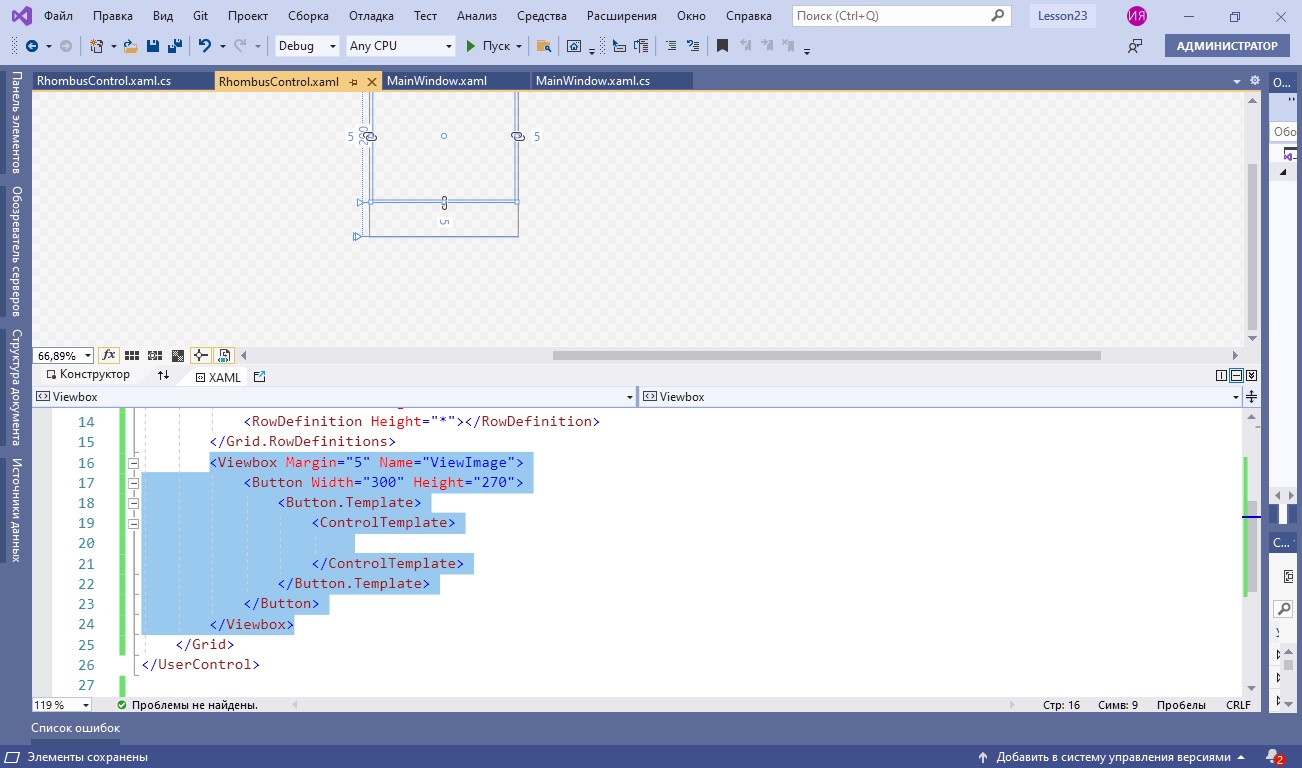 Файл Правка Вид Git Проект Сборка Отладка Тест Анализ Средства Расширения Окно Справка Поиск (Ctrl+Q) Lesson23 ИЯ
Debug Any CPU Пуск АДМИНИСТРАТОР
RhombusControl.xaml.cs RhombusControl.xaml MainWindow.xaml MainWindow.xaml.cs О...
Панель элементов
Обозреватель серверов
Структура документа
Источники данных
Обо
5 5
5
66,89% fx
Конструктор XAML
Viewbox Viewbox
14 <RowDefinition Height="*"></RowDefinition>
15 </Grid.RowDefinitions>
16 <Viewbox Margin="5" Name="ViewImage">
17 <Button Width="300" Height="270">
18 <Button.Template>
19 <ControlTemplate>
20
21 </ControlTemplate>
22 </Button.Template>
23 </Button>
24 </Viewbox>
25 </Grid>
26 </UserControl>
27
С...
119 % Проблемы не найдены. Стр: 16 Симв: 9 Пробелы CRLF
Список ошибок
Элементы сохранены Добавить в систему управления версиями 2